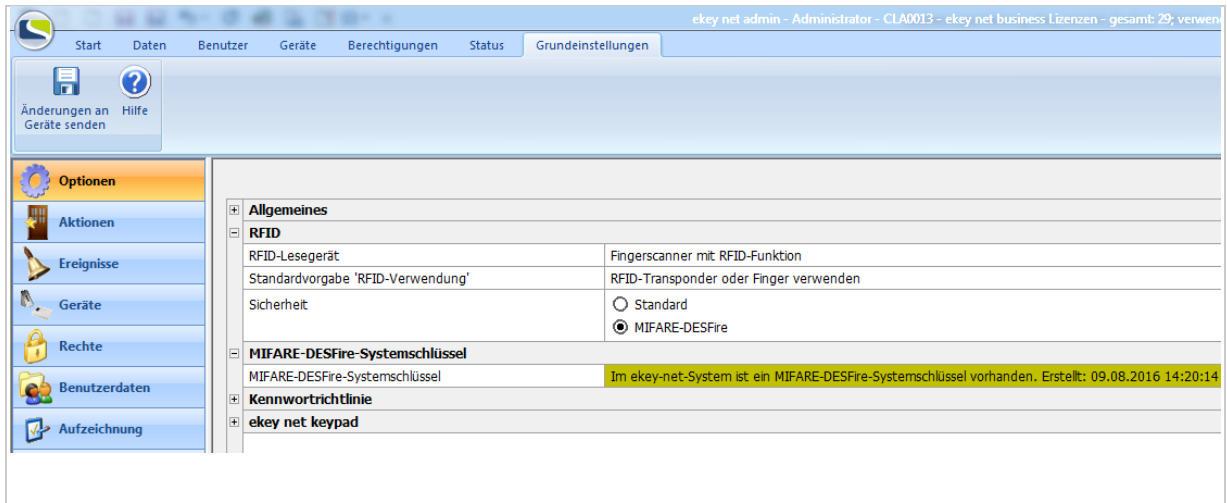 ekey net admin - Administrator - CLA0013 - ekey net business Lizenzen - gesamt: 29; verwend
Start Daten Benutzer Geräte Berechtigungen Status Grundeinstellungen
Änderungen an Geräte senden
Hilfe
Optionen
Aktionen
Ereignisse
Geräte
Rechte
Benutzerdaten
Aufzeichnung
Allgemeines
RFID
RFID-Lesegerät Fingerscanner mit RFID-Funktion
Standardvorgabe 'RFID-Verwendung' RFID-Transponder oder Finger verwenden
Sicherheit Standard
MIFARE-DESFire
MIFARE-DESFire-Systemschlüssel
MIFARE-DESFire-Systemschlüssel Im ekey-net-System ist ein MIFARE-DESFire-Systemschlüssel vorhanden. Erstellt: 09.08.2016 14:20:14
Kennwortrichtlinie
ekey net keypad